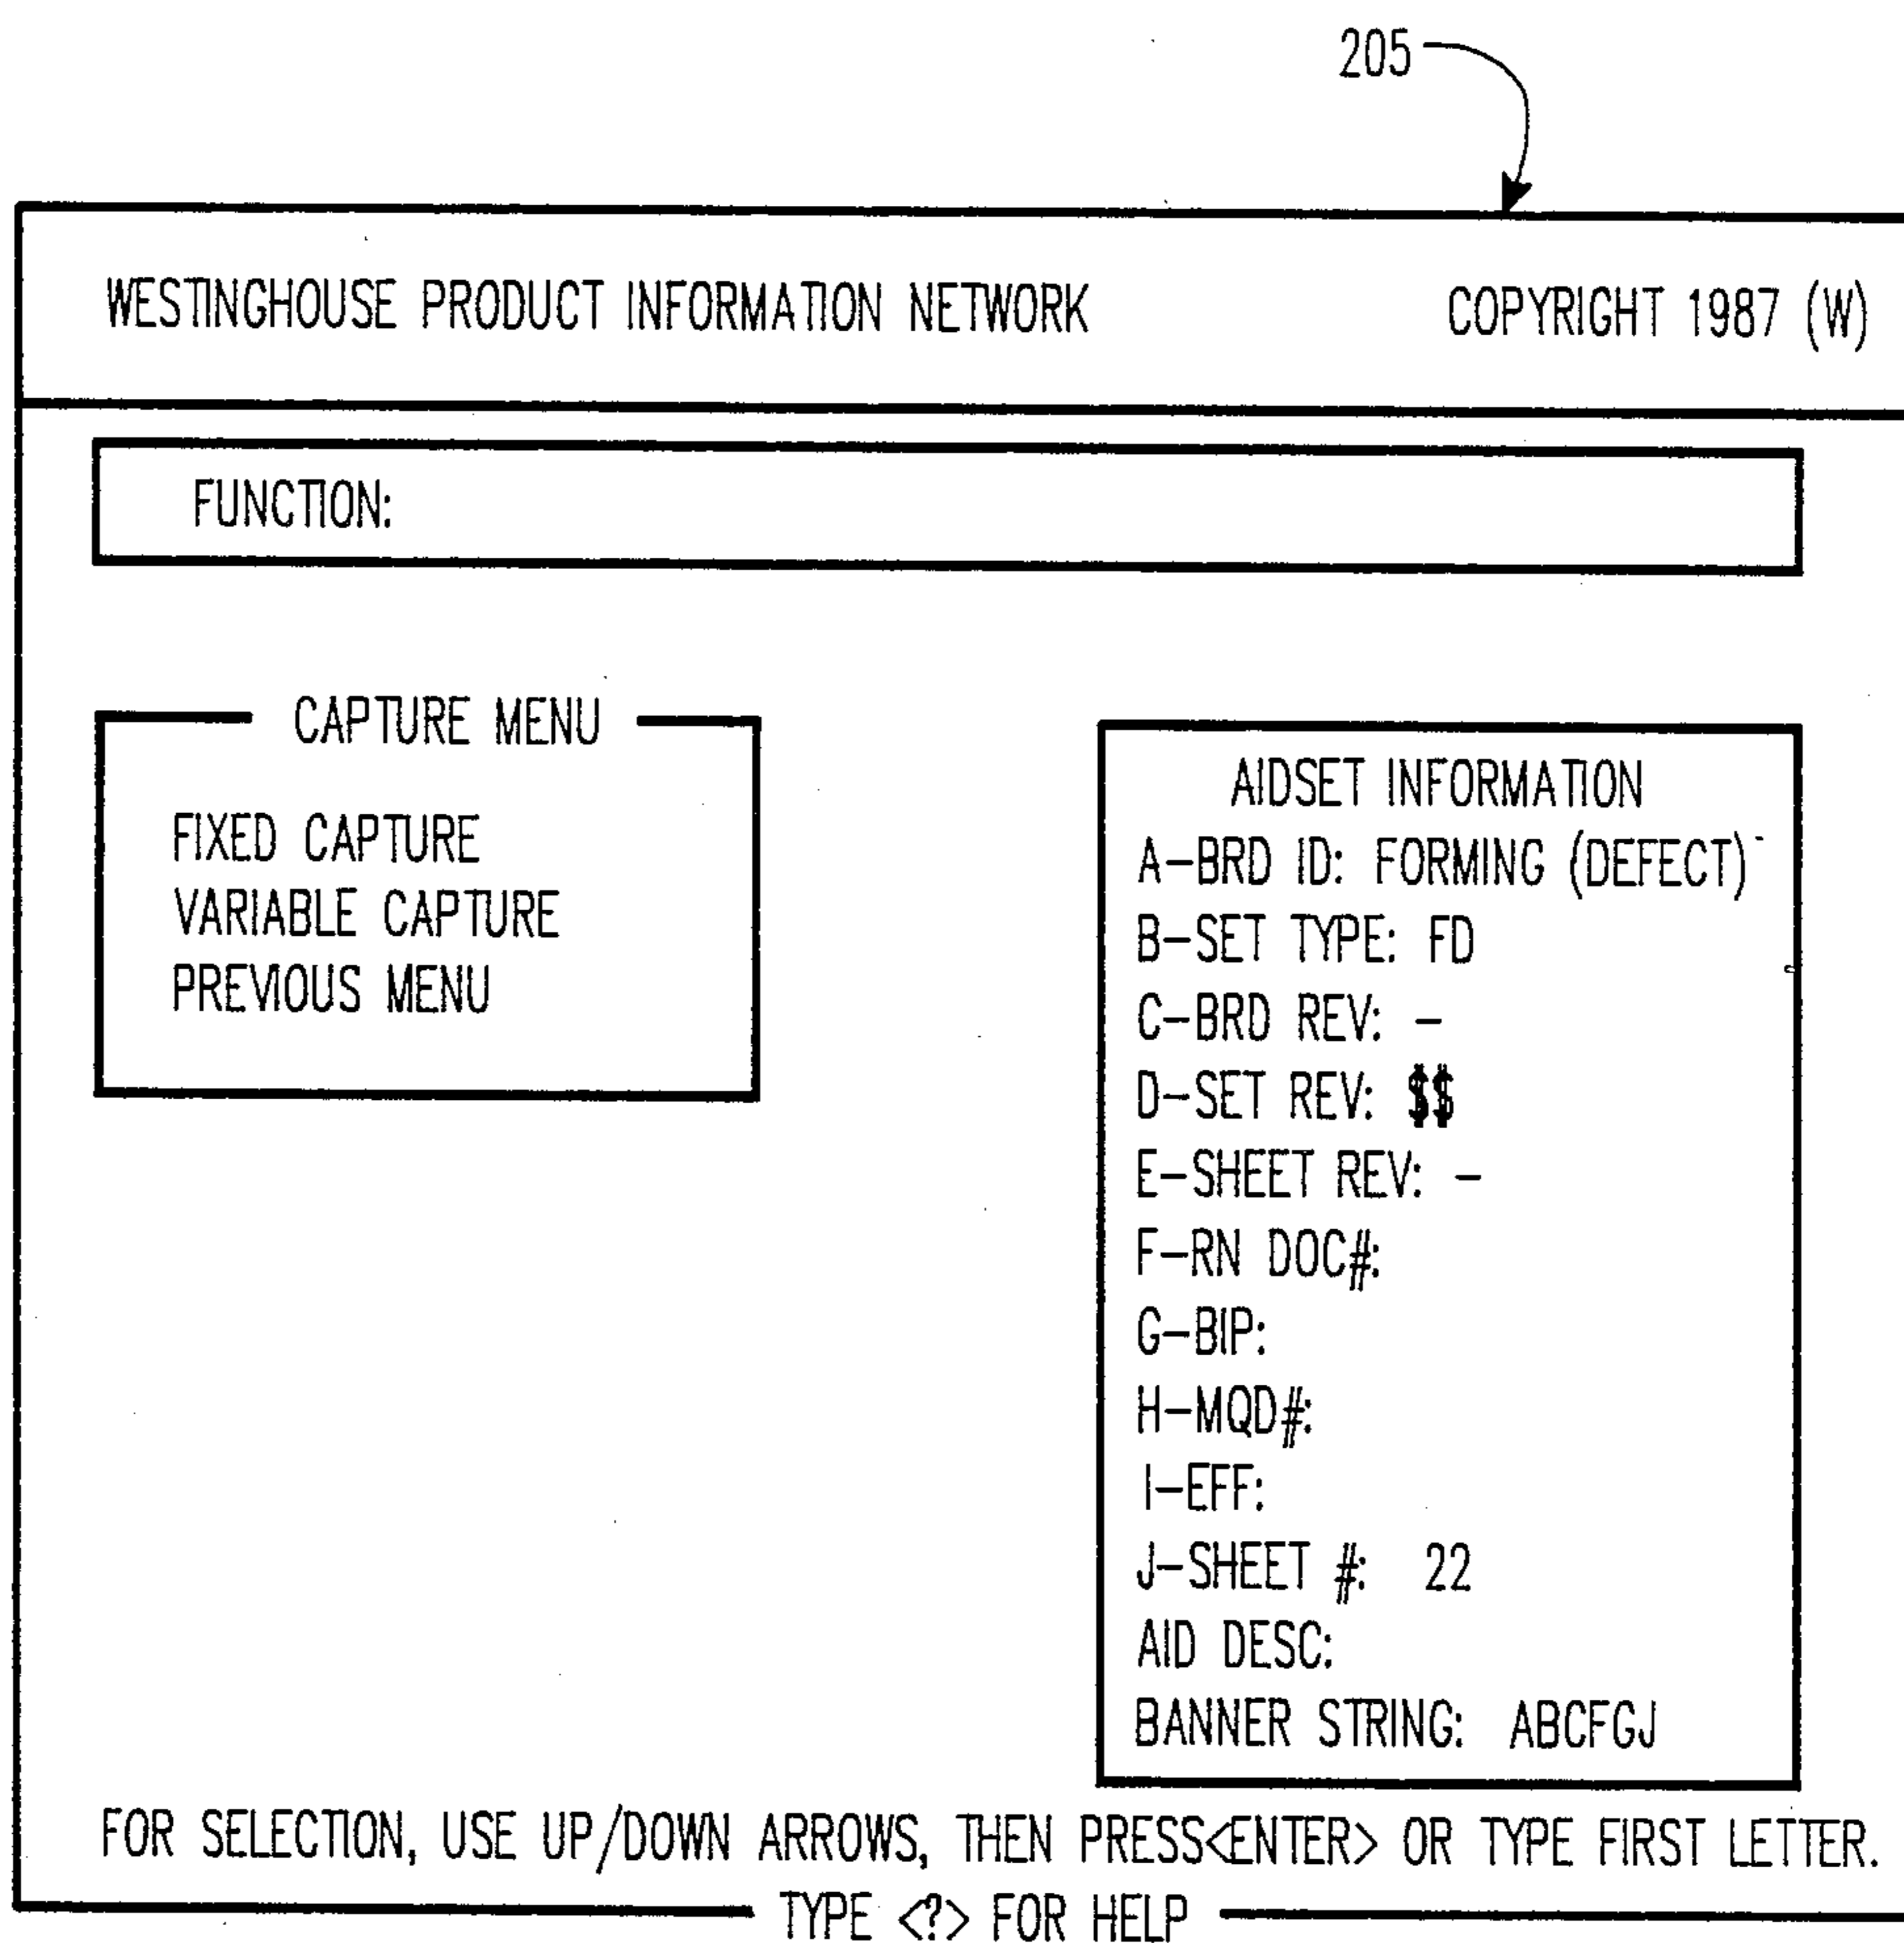 205
WESTINGHOUSE PRODUCT INFORMATION NETWORK COPYRIGHT 1987 (W)
FUNCTION:
CAPTURE MENU
FIXED CAPTURE
VARIABLE CAPTURE
PREVIOUS MENU
AIDSET INFORMATION
A-BRD ID: FORMING (DEFECT)
B-SET TYPE: FD
C-BRD REV: -
D-SET REV: $$
E-SHEET REV: -
F-RN DOC#:
G-BIP:
H-MQD#:
I-EFF:
J-SHEET #: 22
AID DESC:
BANNER STRING: ABCFGJ
FOR SELECTION, USE UP/DOWN ARROWS, THEN PRESS<ENTER> OR TYPE FIRST LETTER.
TYPE <?> FOR HELP